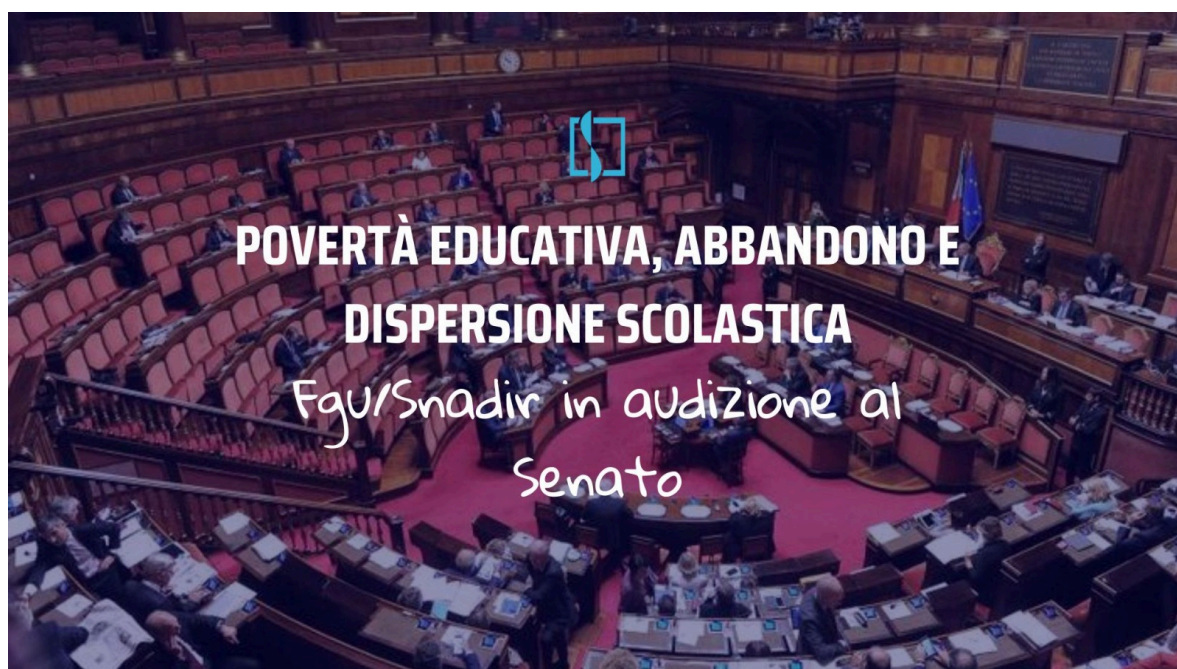 POVERTÀ EDUCATIVA, ABBANDONO E
DISPERSIONE SCOLASTICA
Fgu/Snadir in audizione al
Senato